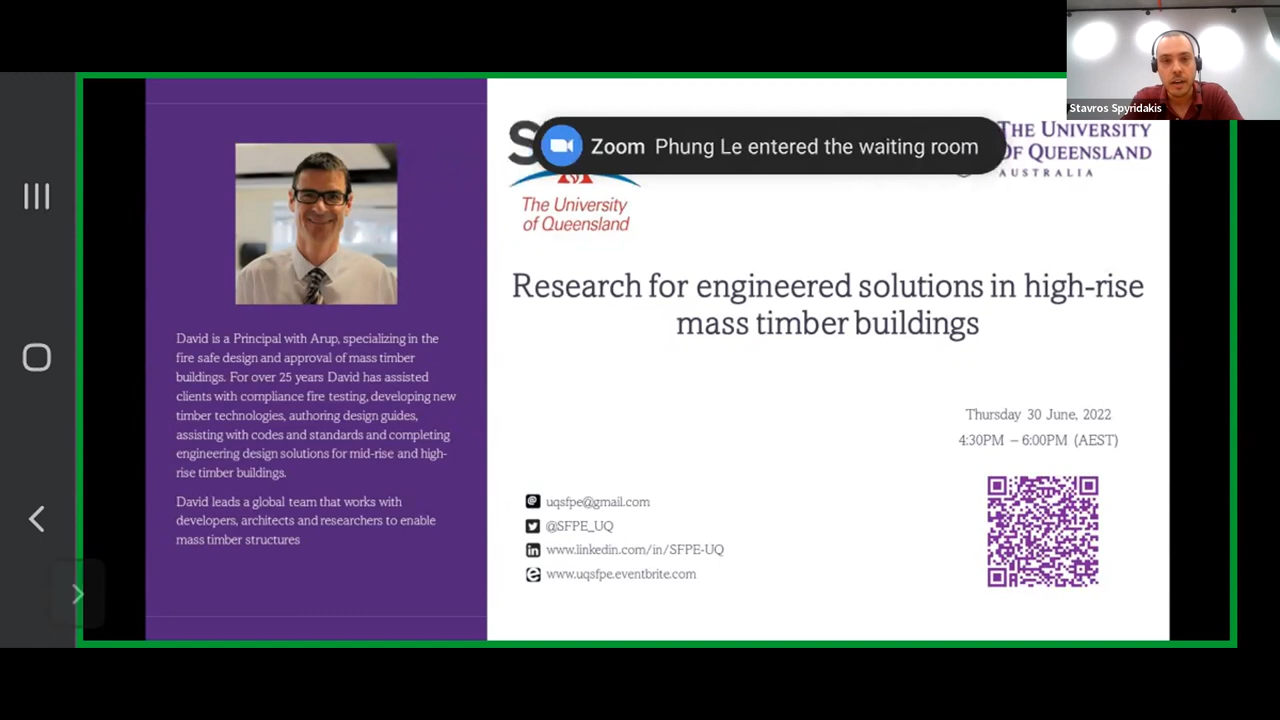 Stavros Spyridakis
Zoom Phung Le entered the waiting room
The University
of Queensland
THE UNIVERSITY
OF QUEENSLAND
AUSTRALIA
Research for engineered solutions in high-rise
mass timber buildings
David is a Principal with Arup, specializing in the
fire safe design and approval of mass timber
buildings. For over 25 years David has assisted
clients with compliance fire testing, developing new
timber technologies, authoring design guides,
assisting with codes and standards and completing
engineering design solutions for mid-rise and high-
rise timber buildings.
David leads a global team that works with
developers, architects and researchers to enable
mass timber structures
Thursday 30 June, 2022
4:30PM – 6:00PM (AEST)
uqsfpe@gmail.com
@SFPE_UQ
www.linkedin.com/in/SFPE-UQ
www.uqsfpe.eventbrite.com